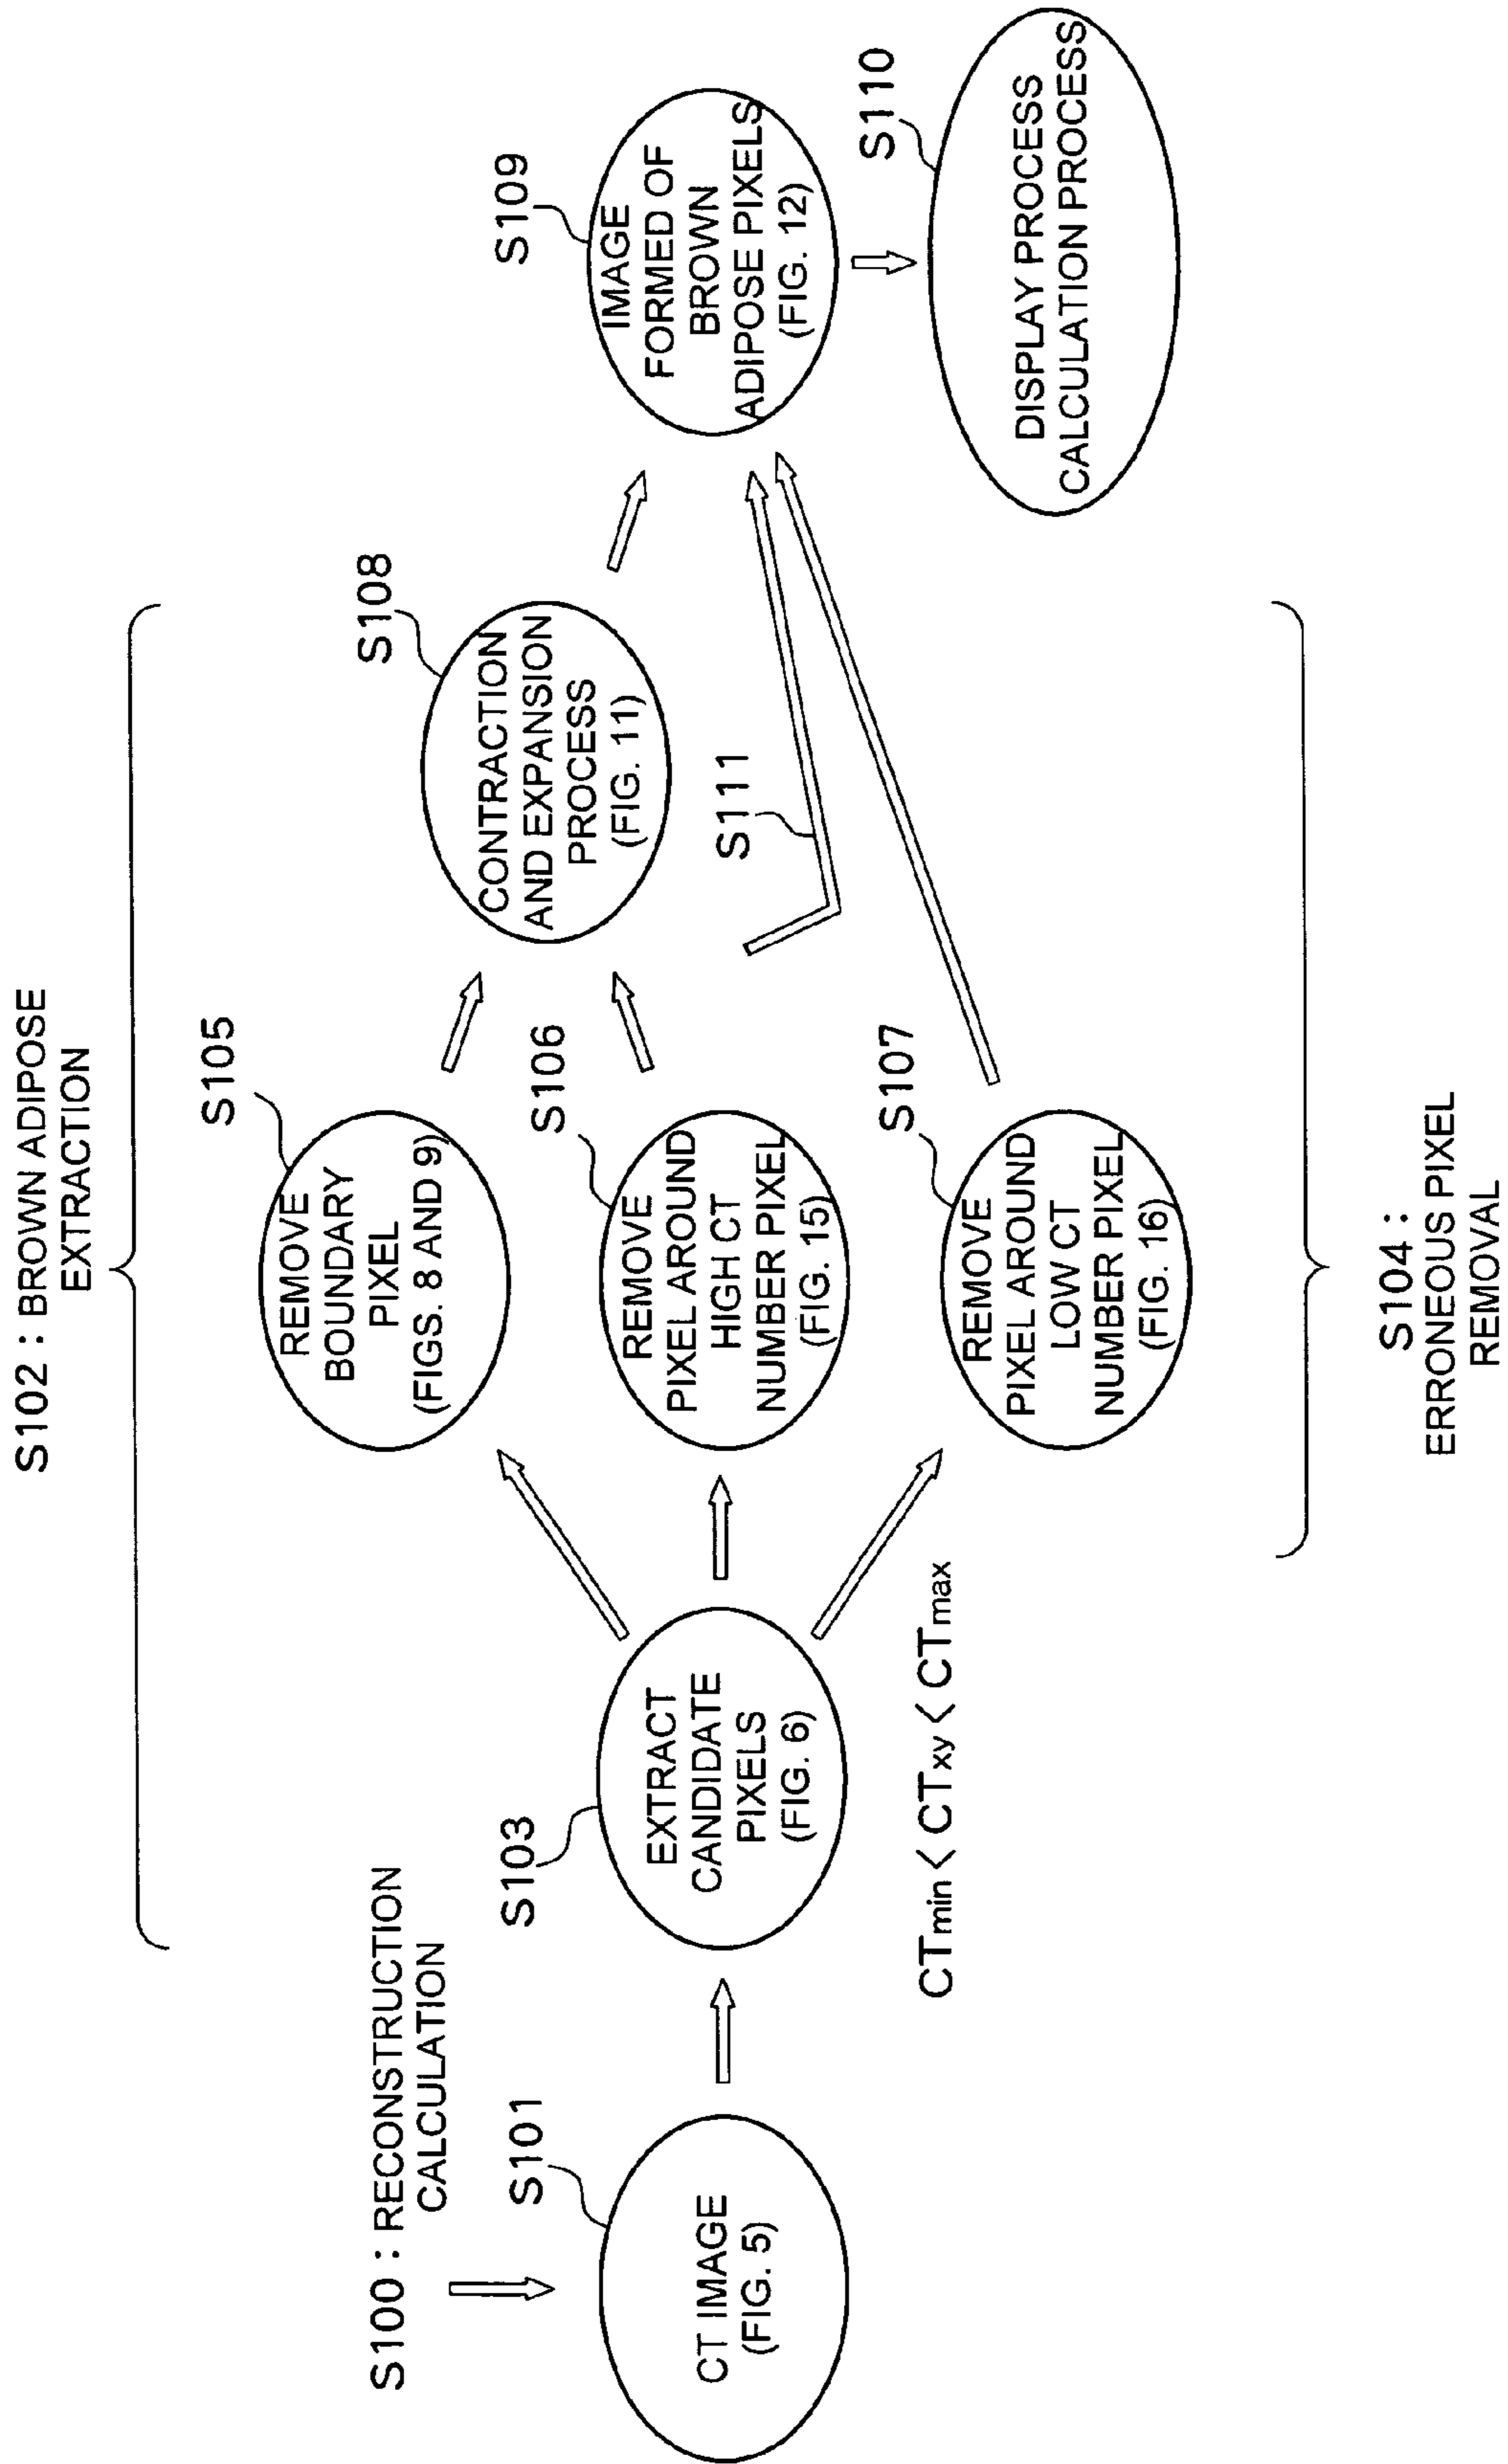 S102 : BROWN ADIPOSE
EXTRACTION
S100 : RECONSTRUCTION
CALCULATION
S101
CT IMAGE
(FIG. 5)
S103
EXTRACT
CANDIDATE
PIXELS
(FIG. 6)
CTmin < CTxy < CTmax
S105
REMOVE
BOUNDARY
PIXEL
(FIGS. 8 AND 9)
S106
REMOVE
PIXEL AROUND
HIGH CT
NUMBER PIXEL
(FIG. 15)
S107
REMOVE
PIXEL AROUND
LOW CT
NUMBER PIXEL
(FIG. 16)
S104 :
ERRONEOUS PIXEL
REMOVAL
S108
CONTRACTION
AND EXPANSION
PROCESS
(FIG. 11)
S111
S109
IMAGE
FORMED OF
BROWN
ADIPOSE PIXELS
(FIG. 12)
S110
DISPLAY PROCESS
CALCULATION PROCESS